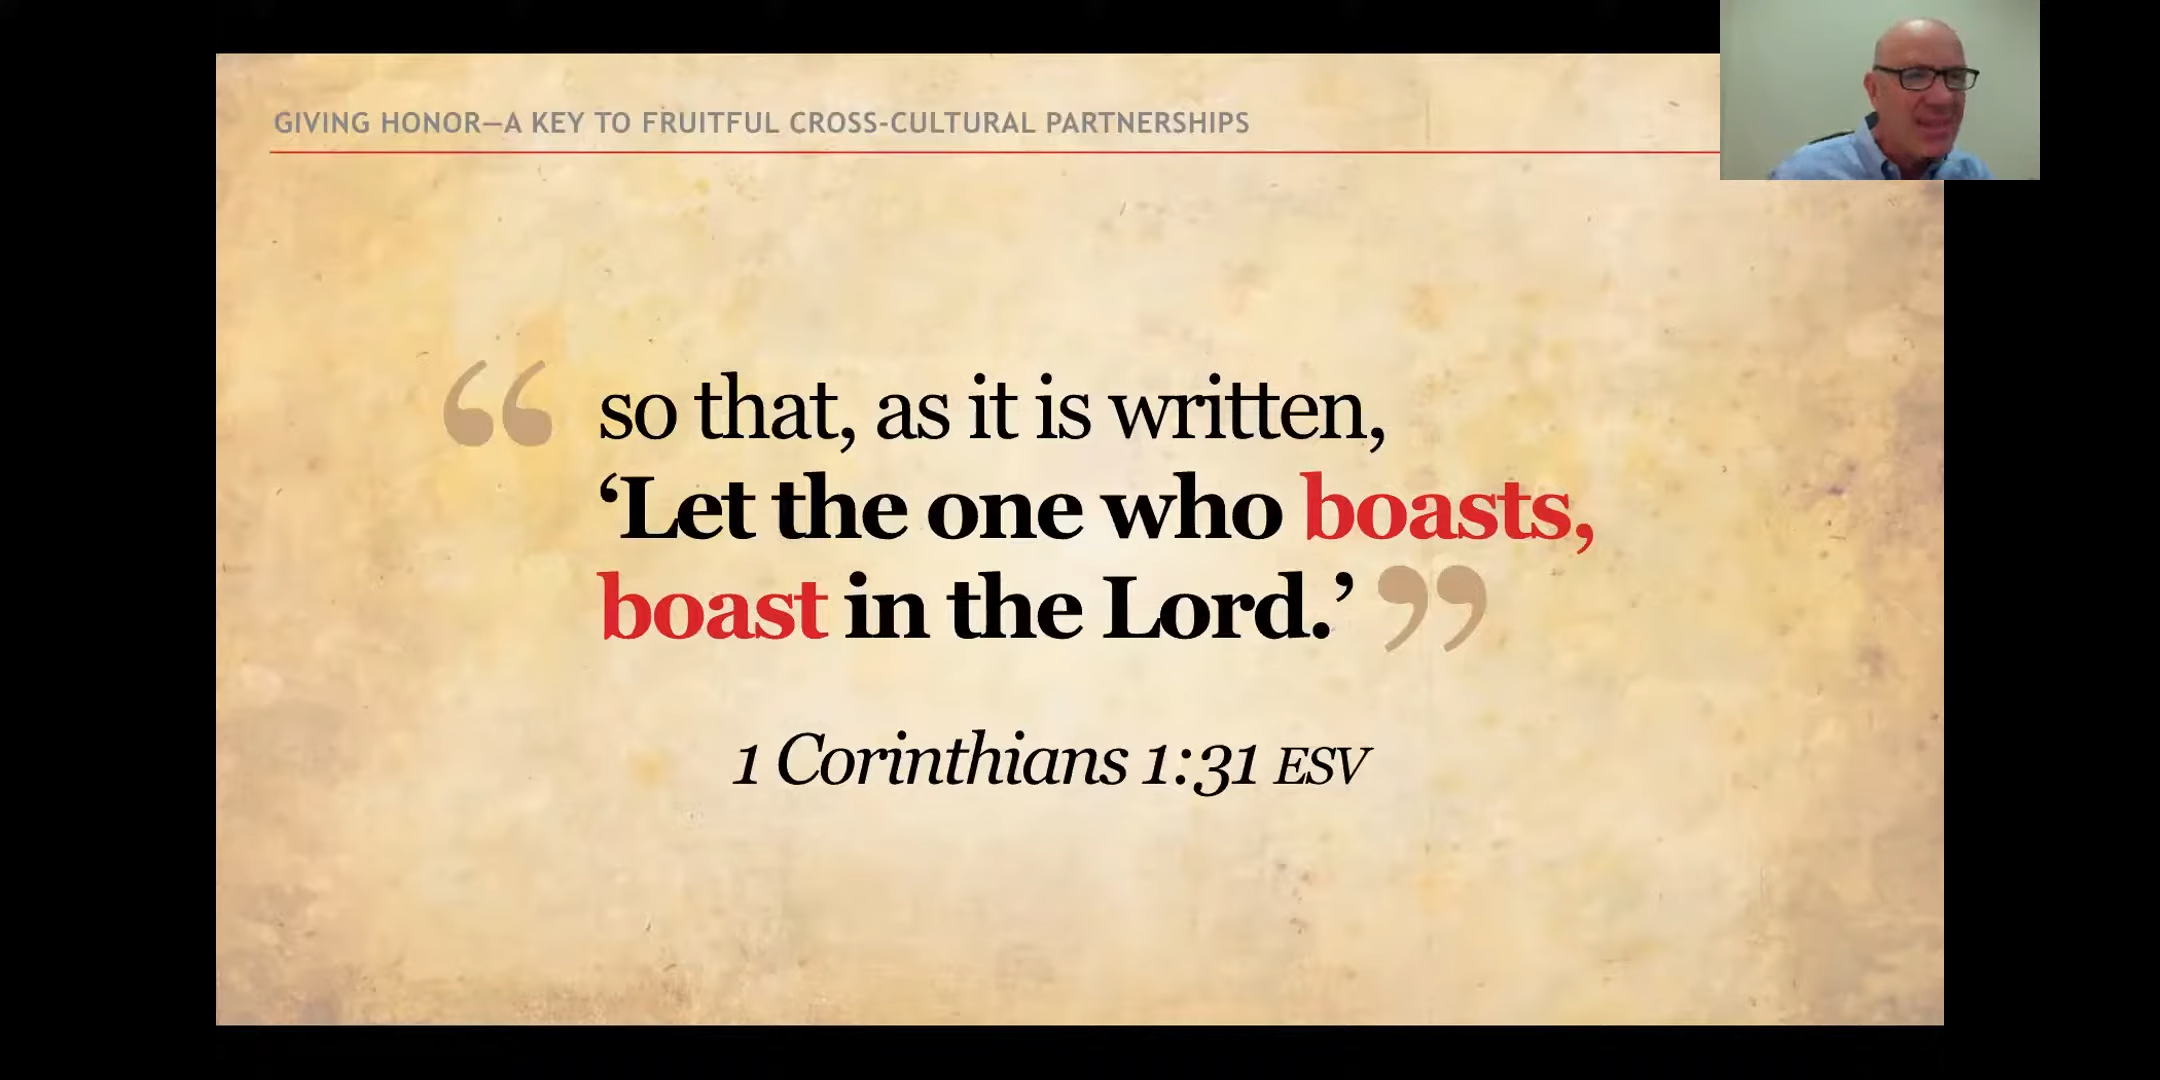 GIVING HONOR—A KEY TO FRUITFUL CROSS-CULTURAL PARTNERSHIPS
“so that, as it is written,
‘Let the one who boasts,
boast in the Lord.’”
1 Corinthians 1:31 ESV